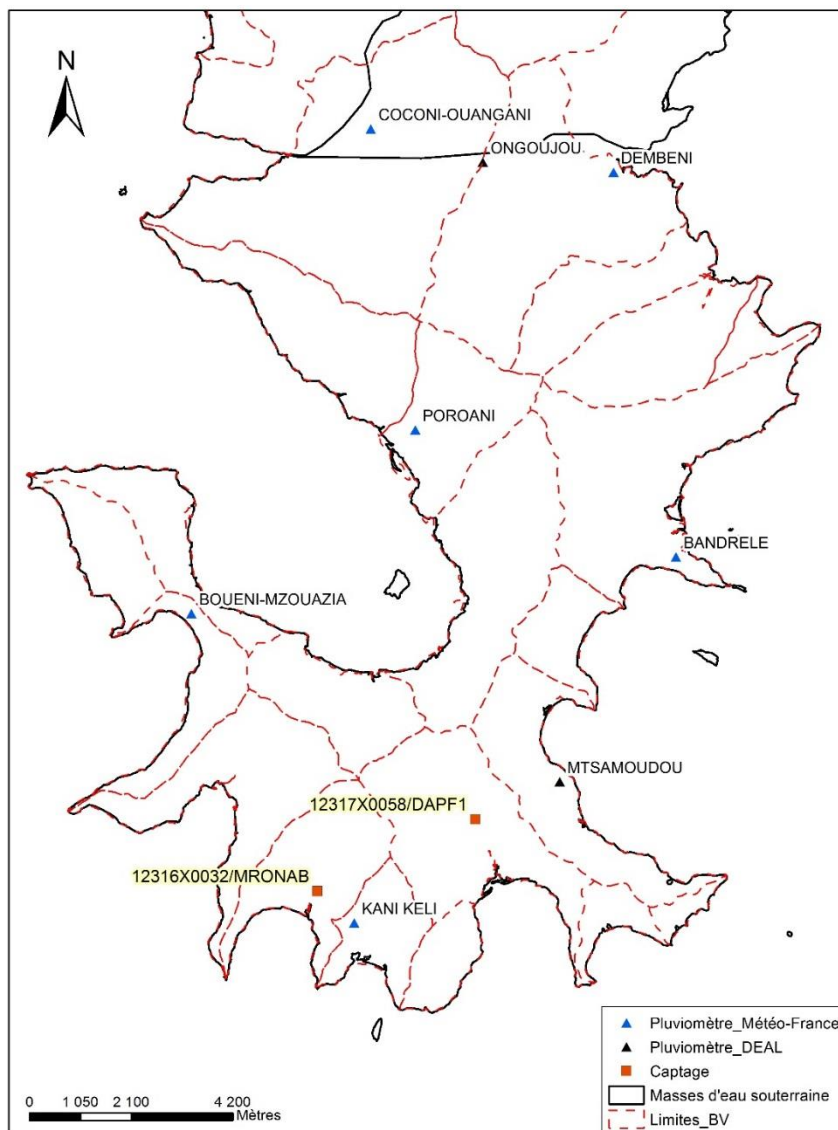 N
COCONI-OUANGANI
ONGOUJOU
DEMBENI
POROANI
BANDRELE
BOUENI-MZOUAZIA
MTSAMOUDOU
12317X0058/DAPF1
12316X0032/MRONAB
KANI KELI
Pluviomètre_Météo-France
Pluviomètre_DEAL
Captage
Masses d'eau souterraine
Limites_BV
0 1 050 2 100 4 200
Mètres